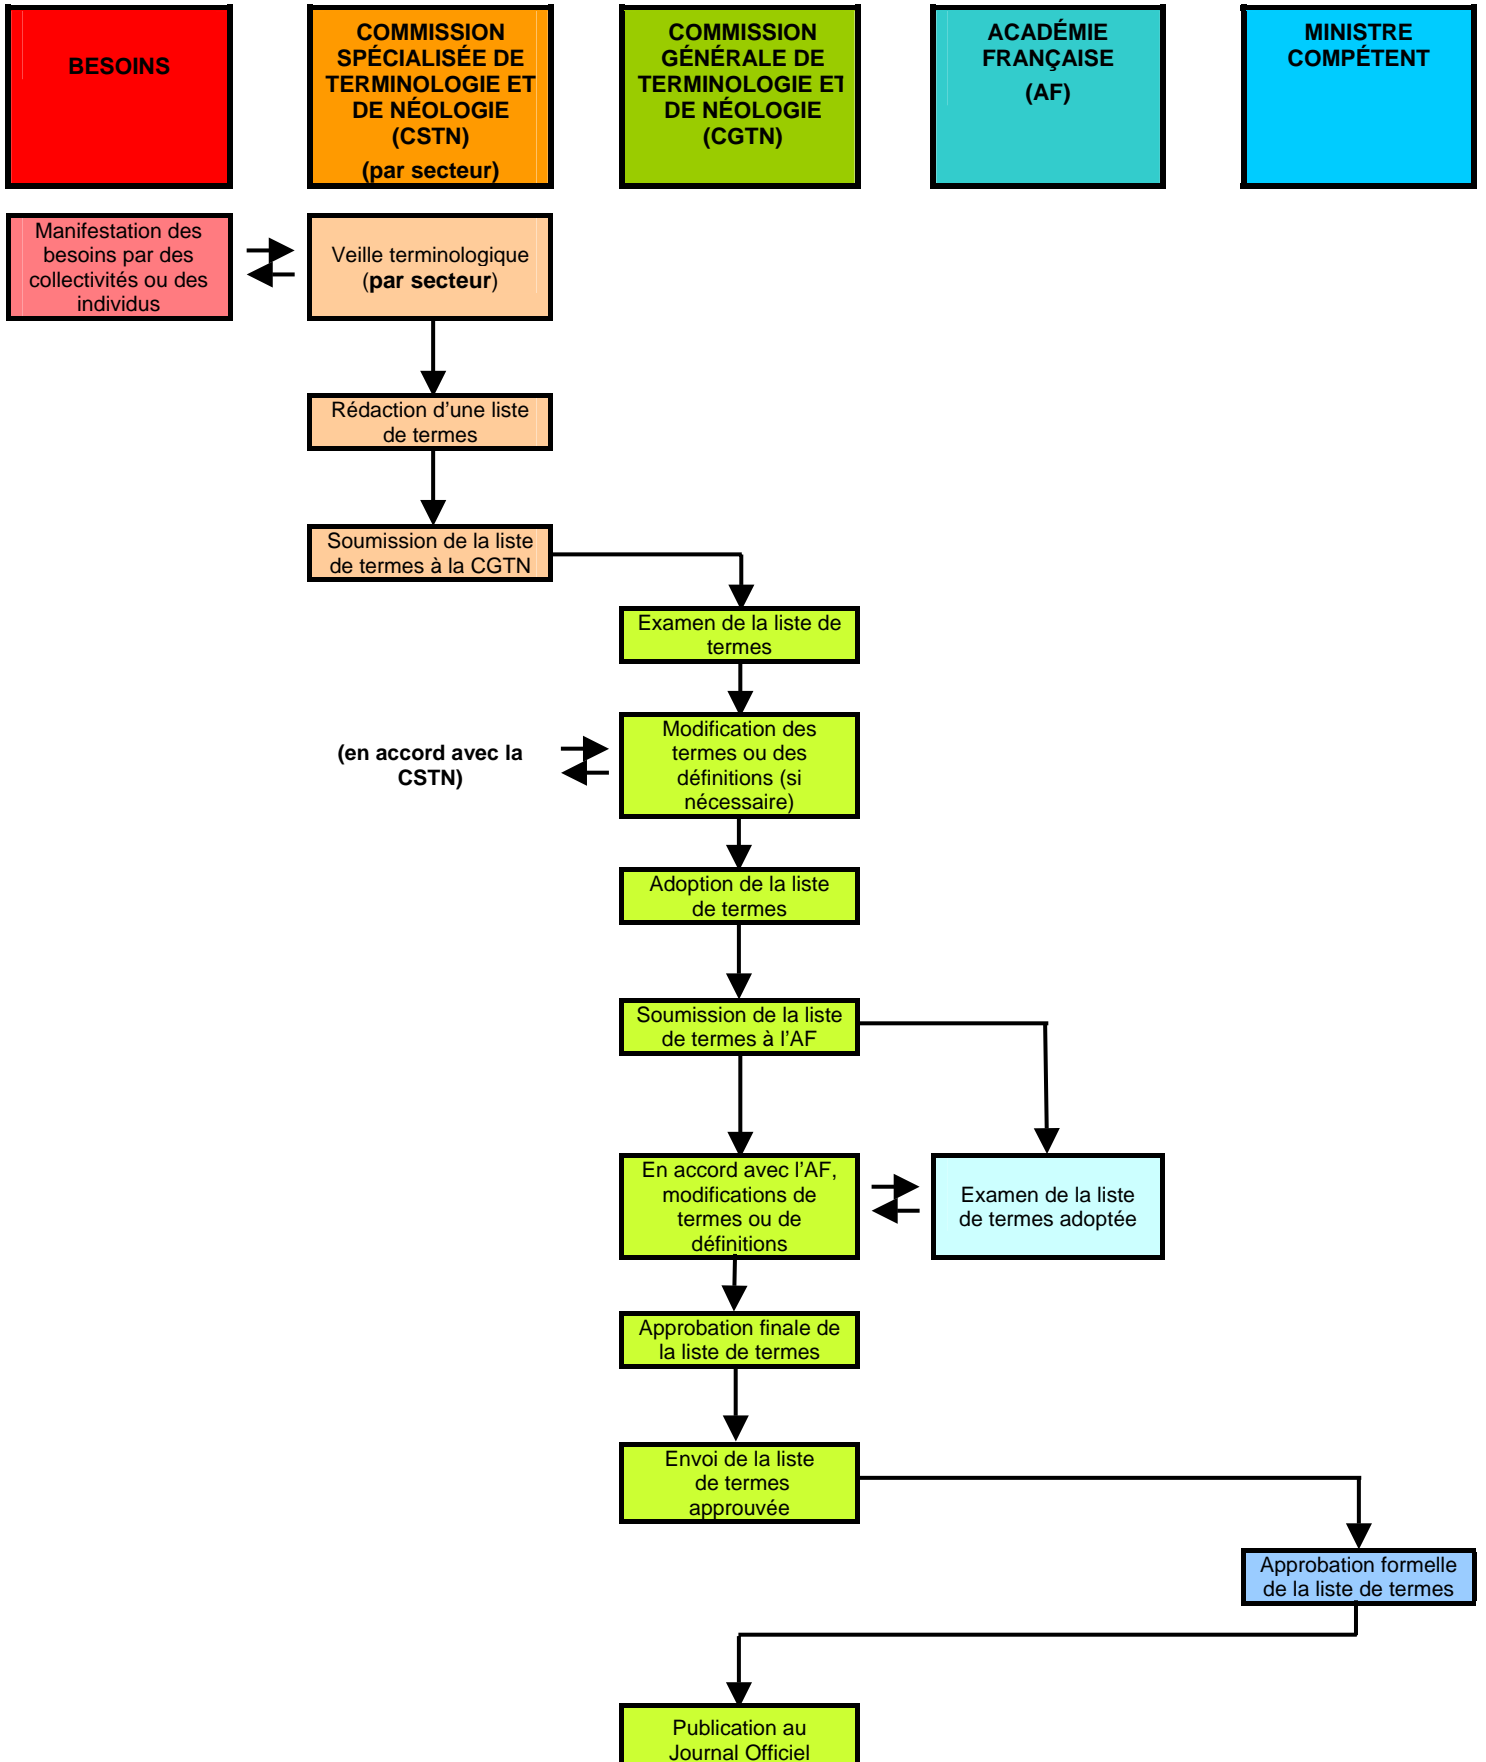 BESOINS
COMMISSION
SPÉCIALISÉE DE
TERMINOLOGIE ET
DE NÉOLOGIE
(CSTN)
(par secteur)
COMMISSION
GÉNÉRALE DE
TERMINOLOGIE ET
DE NÉOLOGIE
(CGTN)
ACADÉMIE
FRANÇAISE
(AF)
MINISTRE
COMPÉTENT
Manifestation des
besoins par des
collectivités ou des
individus
Veille terminologique
(par secteur)
Rédaction d'une liste
de termes
Soumission de la liste
de termes à la CGTN
Examen de la liste de
termes
(en accord avec la
CSTN)
Modification des
termes ou des
définitions (si
nécessaire)
Adoption de la liste
de termes
Soumission de la liste
de termes à l'AF
En accord avec l'AF,
modifications de
termes ou de
définitions
Examen de la liste
de termes adoptée
Approbation finale de
la liste de termes
Envoi de la liste
de termes
approuvée
Approbation formelle
de la liste de termes
Publication au
Journal Officiel